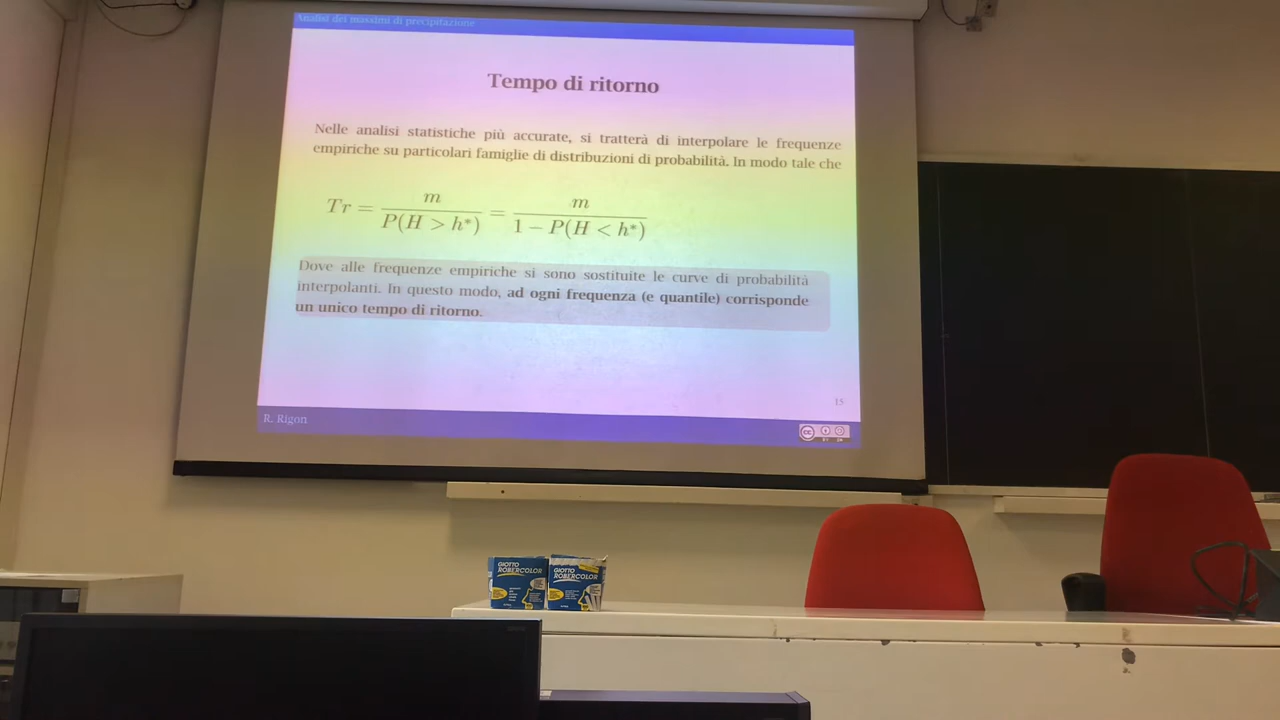 Analisi dei massimi di precipitazione
Tempo di ritorno
Nelle analisi statistiche più accurate, si tratterà di interpolare le frequenze
empiriche su particolari famiglie di distribuzioni di probabilità. In modo tale che
Tr = m / P(H > h*) = m / 1 − P(H < h*)
Dove alle frequenze empiriche si sono sostituite le curve di probabilità
interpolanti. In questo modo, ad ogni frequenza (e quantile) corrisponde
un unico tempo di ritorno.
15
R. Rigon
cc
GIOTTO
ROBERCOLOR
GIOTTO
ROBERCOLOR